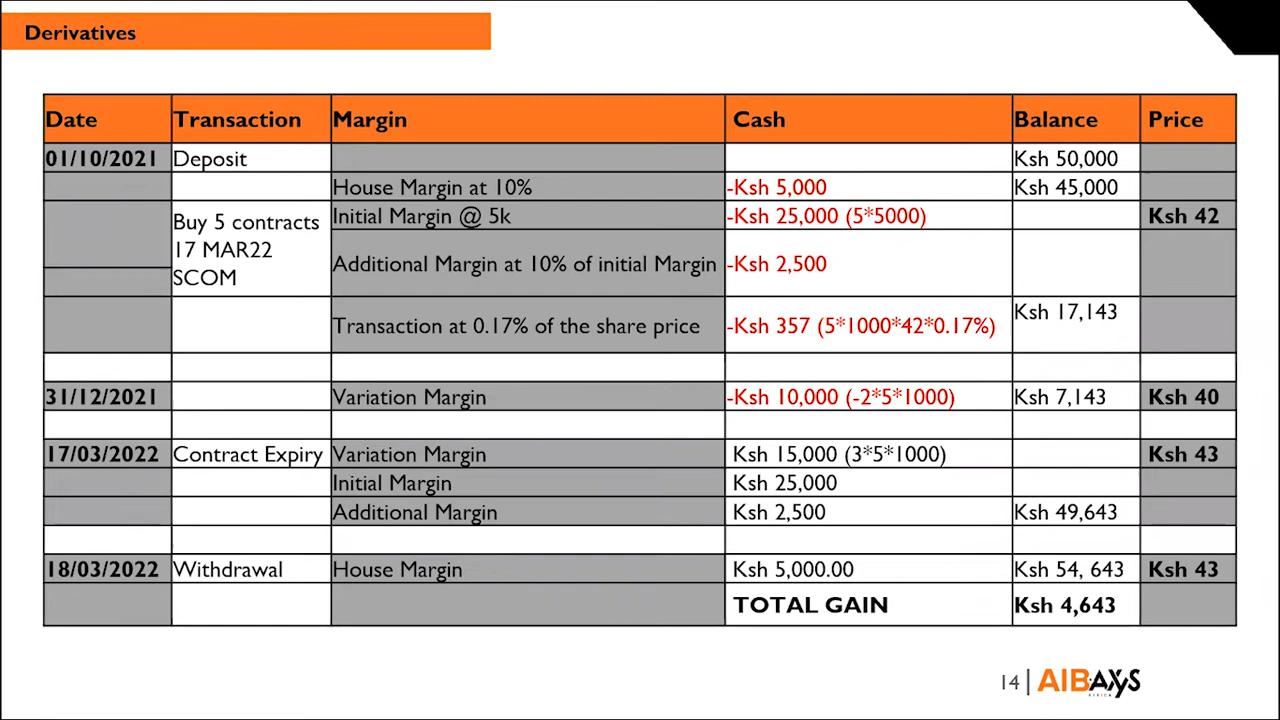 Derivatives
Date Transaction Margin Cash Balance Price
01/10/2021 Deposit Ksh 50,000
House Margin at 10% -Ksh 5,000 Ksh 45,000
Buy 5 contracts
17 MAR22
SCOM
Initial Margin @ 5k -Ksh 25,000 (5*5000) Ksh 42
Additional Margin at 10% of initial Margin -Ksh 2,500
Transaction at 0.17% of the share price -Ksh 357 (5*1000*42*0.17%) Ksh 17,143
31/12/2021 Variation Margin -Ksh 10,000 (-2*5*1000) Ksh 7,143 Ksh 40
17/03/2022 Contract Expiry Variation Margin Ksh 15,000 (3*5*1000) Ksh 43
Initial Margin Ksh 25,000
Additional Margin Ksh 2,500 Ksh 49,643
18/03/2022 Withdrawal House Margin Ksh 5,000.00 Ksh 54, 643 Ksh 43
TOTAL GAIN Ksh 4,643
14 | AIBAXYS
AFRICA